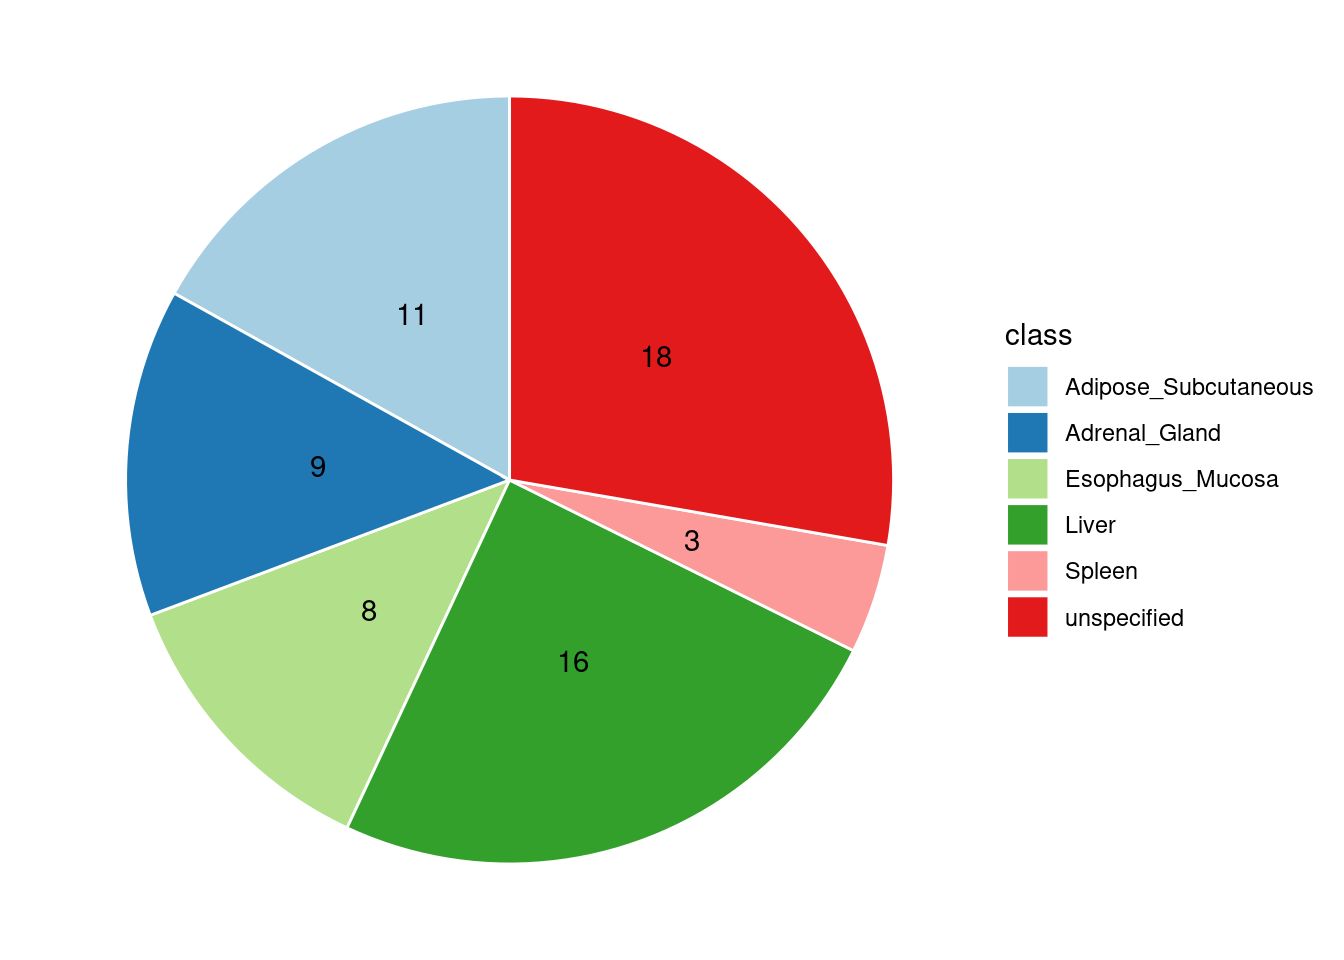 11
18
9
3
8
16
class
Adipose_Subcutaneous
Adrenal_Gland
Esophagus_Mucosa
Liver
Spleen
unspecified